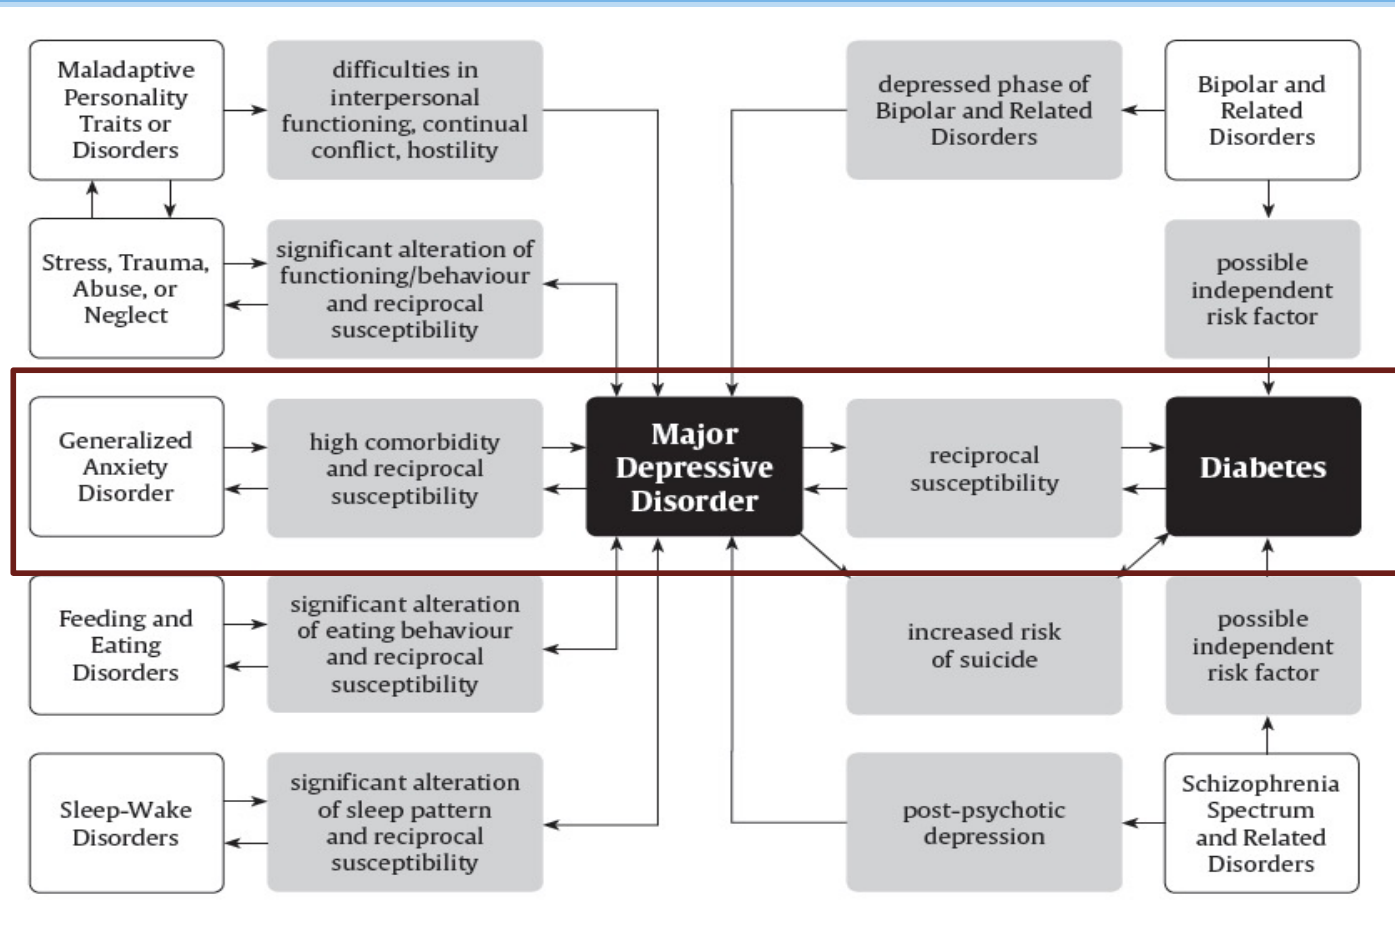 Maladaptive
Personality
Traits or
Disorders
difficulties in
interpersonal
functioning, continual
conflict, hostility
depressed phase of
Bipolar and Related
Disorders
Bipolar and
Related
Disorders
Stress, Trauma,
Abuse, or
Neglect
significant alteration of
functioning/behaviour
and reciprocal
susceptibility
possible
independent
risk factor
Generalized
Anxiety
Disorder
high comorbidity
and reciprocal
susceptibility
Major
Depressive
Disorder
reciprocal
susceptibility
Diabetes
Feeding and
Eating
Disorders
significant alteration
of eating behaviour
and reciprocal
susceptibility
increased risk
of suicide
possible
independent
risk factor
Sleep-Wake
Disorders
significant alteration
of sleep pattern
and reciprocal
susceptibility
post-psychotic
depression
Schizophrenia
Spectrum
and Related
Disorders